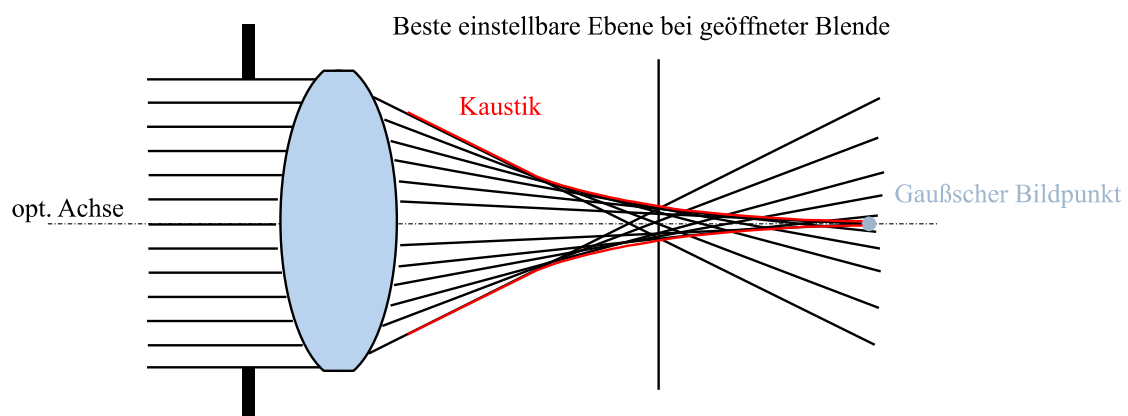 Beste einstellbare Ebene bei geöffneter Blende
Kaustik
Gaußscher Bildpunkt
opt. Achse